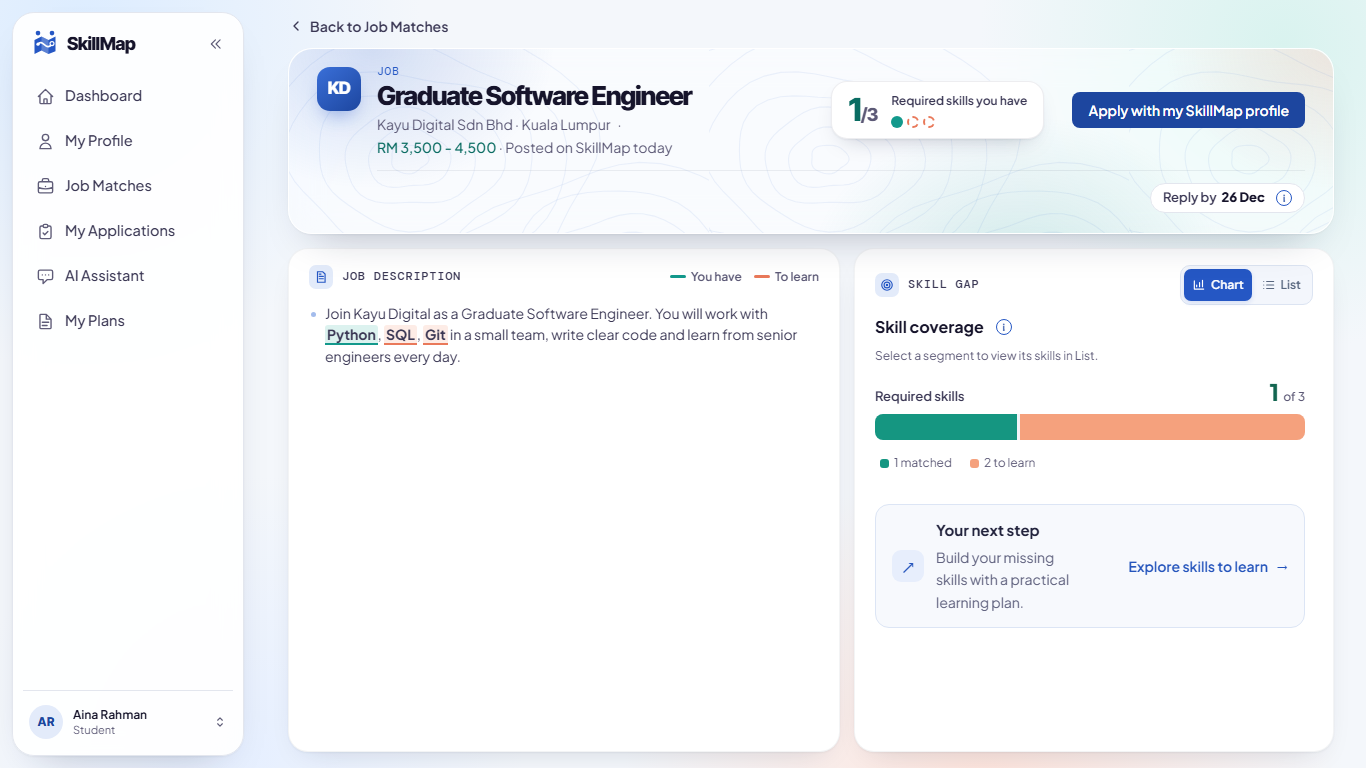 SkillMap
Dashboard
My Profile
Job Matches
My Applications
AI Assistant
My Plans
AR
Aina Rahman
Student
Back to Job Matches
KD
JOB
Graduate Software Engineer
Kayu Digital Sdn Bhd · Kuala Lumpur ·
RM 3,500 - 4,500 · Posted on SkillMap today
1/3
Required skills you have
Apply with my SkillMap profile
Reply by 26 Dec
JOB DESCRIPTION
You have
To learn
Join Kayu Digital as a Graduate Software Engineer. You will work with
Python, SQL, Git in a small team, write clear code and learn from senior
engineers every day.
SKILL GAP
Chart
List
Skill coverage
Select a segment to view its skills in List.
Required skills
1 of 3
1 matched
2 to learn
Your next step
Build your missing
skills with a practical
learning plan.
Explore skills to learn →